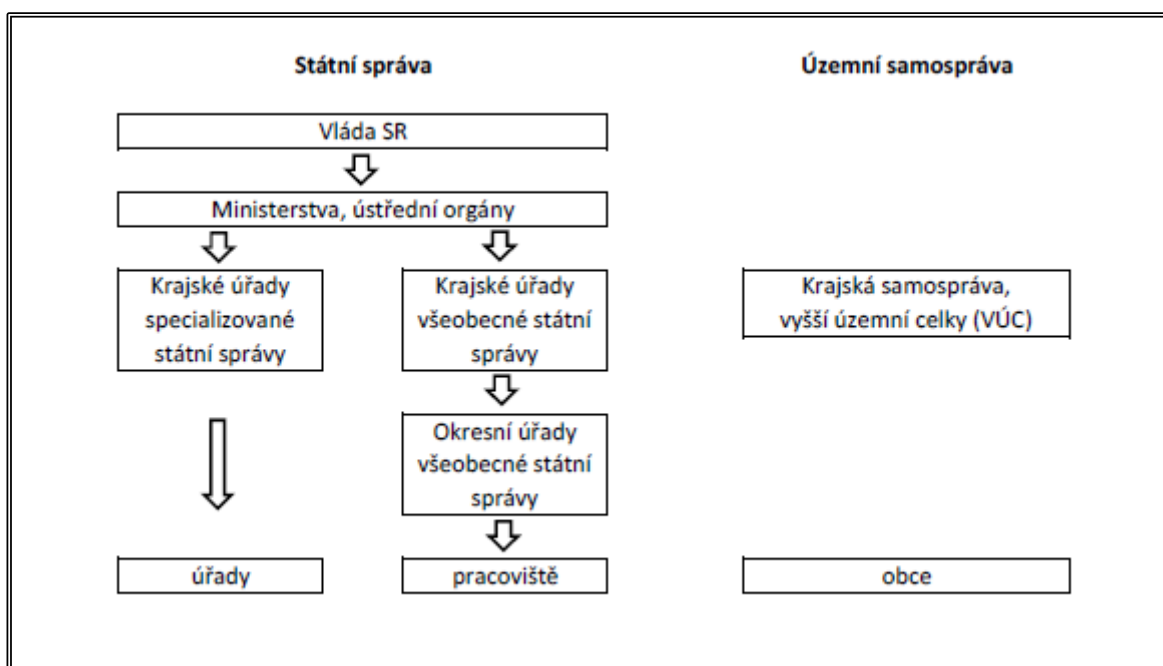 Státní správa
Územní samospráva
Vláda SR
Ministerstva, ústřední orgány
Krajské úřady
specializované
státní správy
Krajské úřady
všeobecné státní
správy
Krajská samospráva,
vyšší územní celky (VÚC)
Okresní úřady
všeobecné státní
správy
úřady
pracoviště
obce